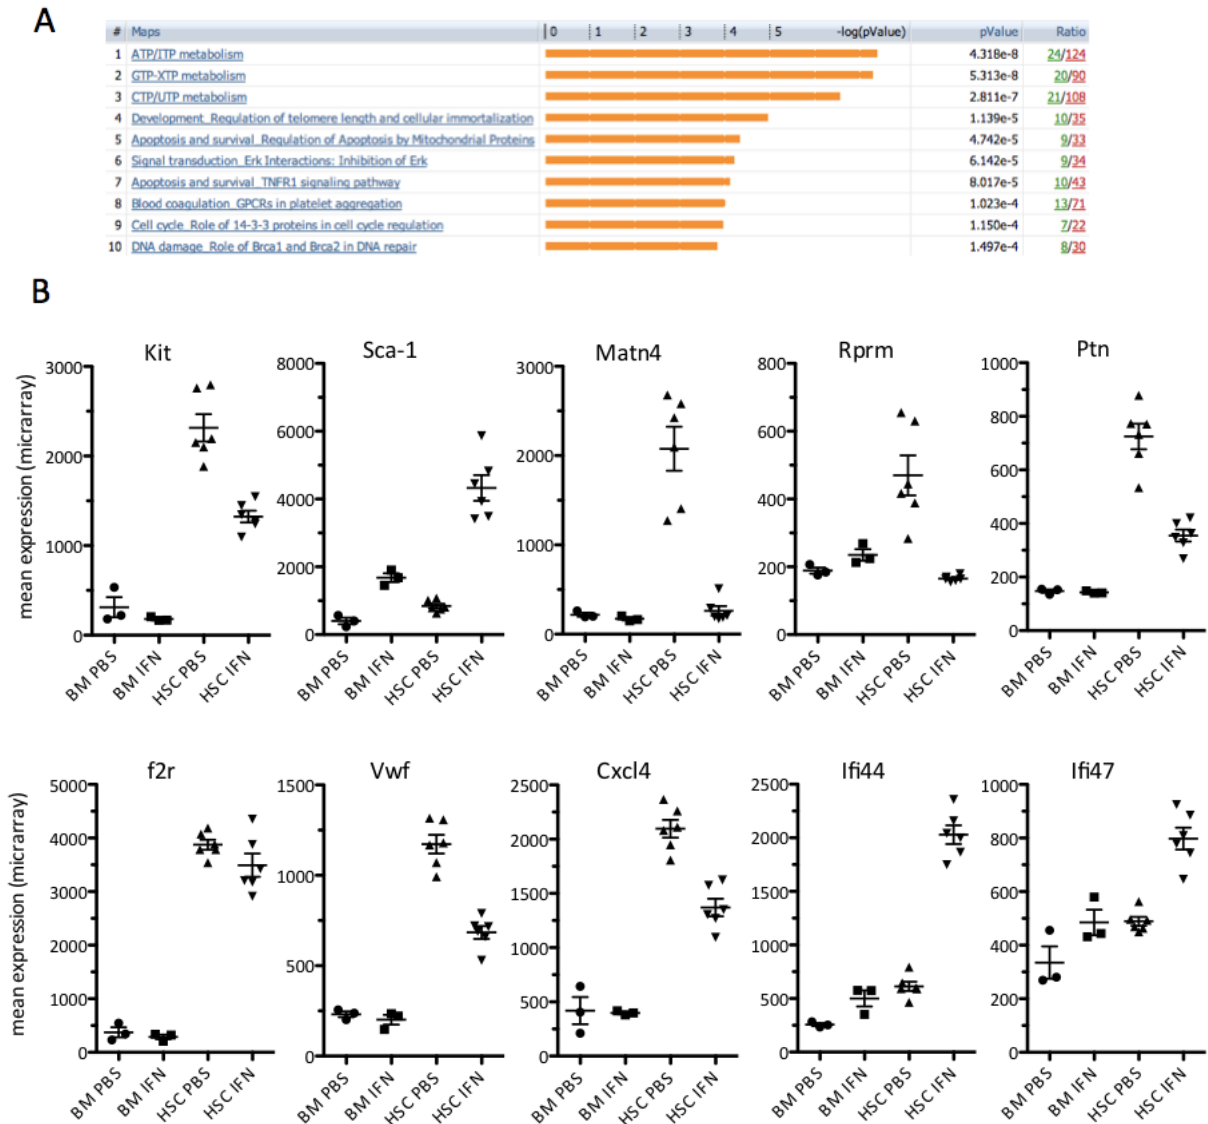 A
# Maps 0 1 2 3 4 5 -log(pValue) pValue Ratio
1 ATP/ITP metabolism 4.318e-8 24/124
2 GTP-XTP metabolism 5.313e-8 20/90
3 CTP/UTP metabolism 2.811e-7 21/108
4 Development_Regulation of telomere length and cellular immortalization 1.139e-5 10/35
5 Apoptosis and survival_Regulation of Apoptosis by Mitochondrial Proteins 4.742e-5 9/33
6 Signal transduction_Erk Interactions: Inhibition of Erk 6.142e-5 9/34
7 Apoptosis and survival_TNFR1 signaling pathway 8.017e-5 10/43
8 Blood coagulation_GPCRs in platelet aggregation 1.023e-4 13/71
9 Cell cycle_Role of 14-3-3 proteins in cell cycle regulation 1.150e-4 7/22
10 DNA damage_Role of Brca1 and Brca2 in DNA repair 1.497e-4 8/30
B
Kit Sca-1 Matn4 Rprm Ptn
mean expression (micrarray)
3000 8000 3000 800 1000
800
6000 600
2000 2000
600
4000 400
400
1000 1000
2000 200
200
0 0 0 0 0
BM PBS BM IFN HSC PBS HSC IFN BM PBS BM IFN HSC PBS HSC IFN BM PBS BM IFN HSC PBS HSC IFN BM PBS BM IFN HSC PBS HSC IFN BM PBS BM IFN HSC PBS HSC IFN
f2r Vwf Cxcl4 Ifi44 Ifi47
mean expression (micrarray)
5000 1500 2500 2500 1000
4000 2000 2000 800
1000
3000 1500 1500 600
2000 1000 1000 400
500
1000 500 500 200
0 0 0 0 0
BM PBS BM IFN HSC PBS HSC IFN BM PBS BM IFN HSC PBS HSC IFN BM PBS BM IFN HSC PBS HSC IFN BM PBS BM IFN HSC PBS HSC IFN BM PBS BM IFN HSC PBS HSC IFN